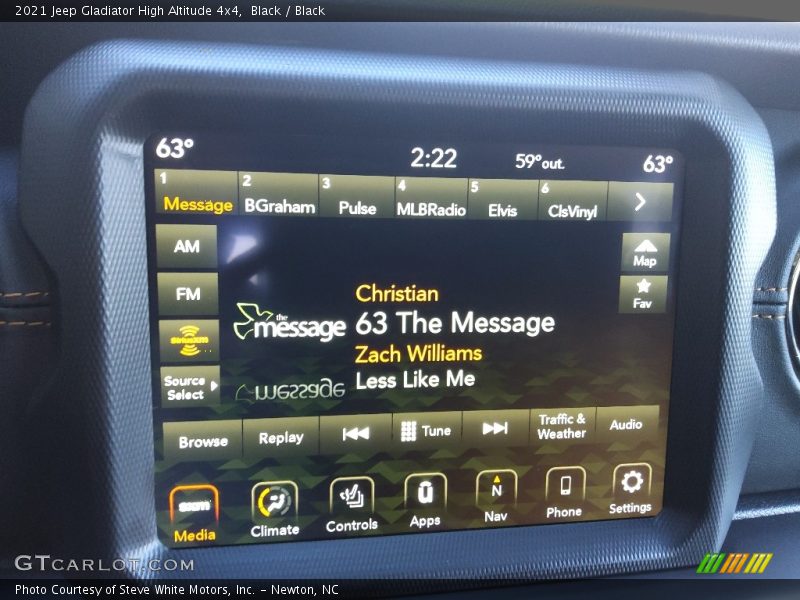 2021 Jeep Gladiator High Altitude 4x4,  Black / Black
63°
2:22
59°out.
63°
1 Message
2 BGraham
3 Pulse
4 MLBRadio
5 Elvis
6 ClsVinyl
AM
Map
FM
Fav
SiriusXM
Source Select
the message
Christian
63 The Message
Zach Williams
Less Like Me
message
Browse
Replay
Tune
Traffic & Weather
Audio
N
Media
Climate
Controls
Apps
Nav
Phone
Settings
GTCARLOT.COM
Photo Courtesy of Steve White Motors, Inc. – Newton, NC